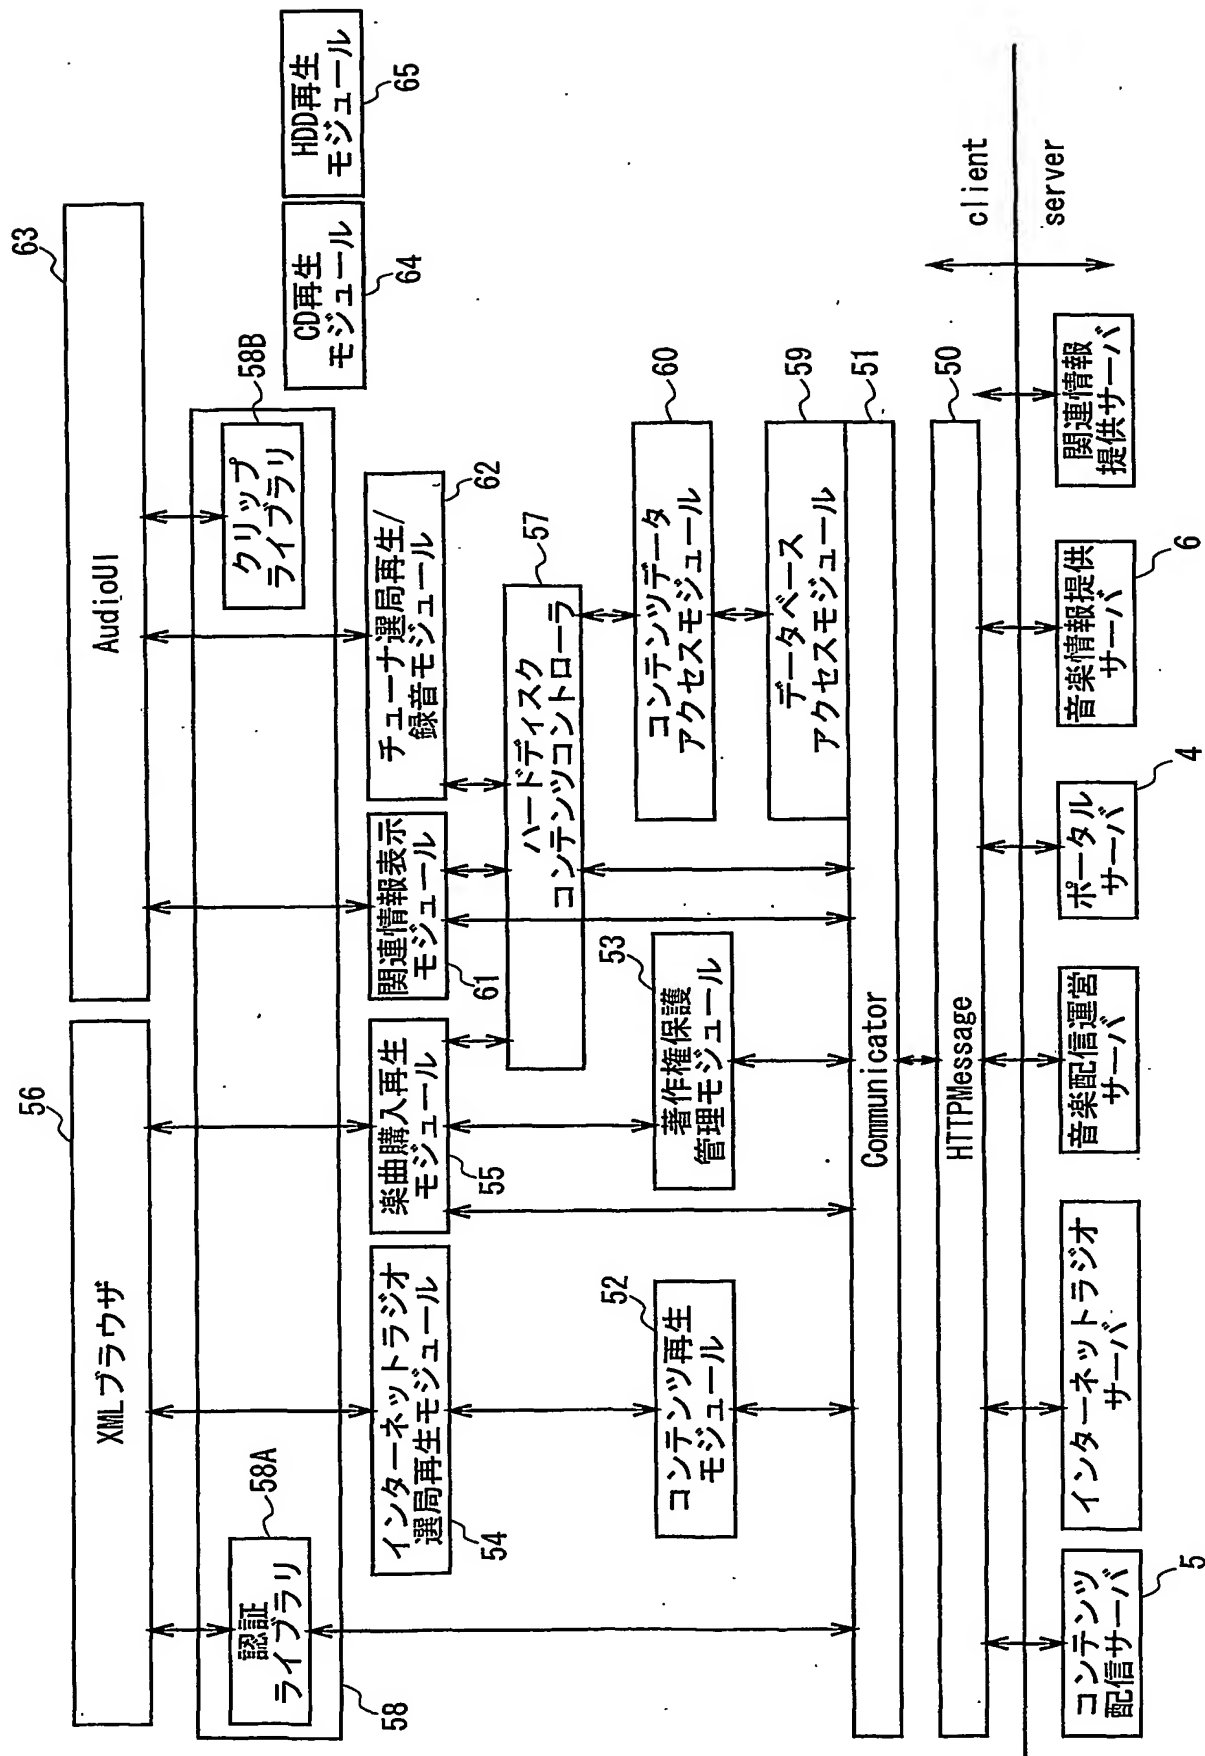 56
XMLブラウザ
63
AudioUI
58
58A
認証
ライブラリ
58B
クリップ
ライブラリ
CD再生
モジュール
64
HDD再生
モジュール
65
インターネットラジオ
選局再生モジュール
54
楽曲購入再生
モジュール
55
関連情報表示
モジュール
61
チューナ選局再生/
録音モジュール
62
ハードディスク
コンテンツコントローラ
57
コンテンツ再生
モジュール
52
著作権保護
管理モジュール
53
コンテンツデータ
アクセスモジュール
60
データベース
アクセスモジュール
59
Communicator
51
HTTPMessage
50
client
server
コンテンツ
配信サーバ
5
インターネットラジオ
サーバ
音楽配信運営
サーバ
ポータル
サーバ
4
音楽情報提供
サーバ
6
関連情報
提供サーバ